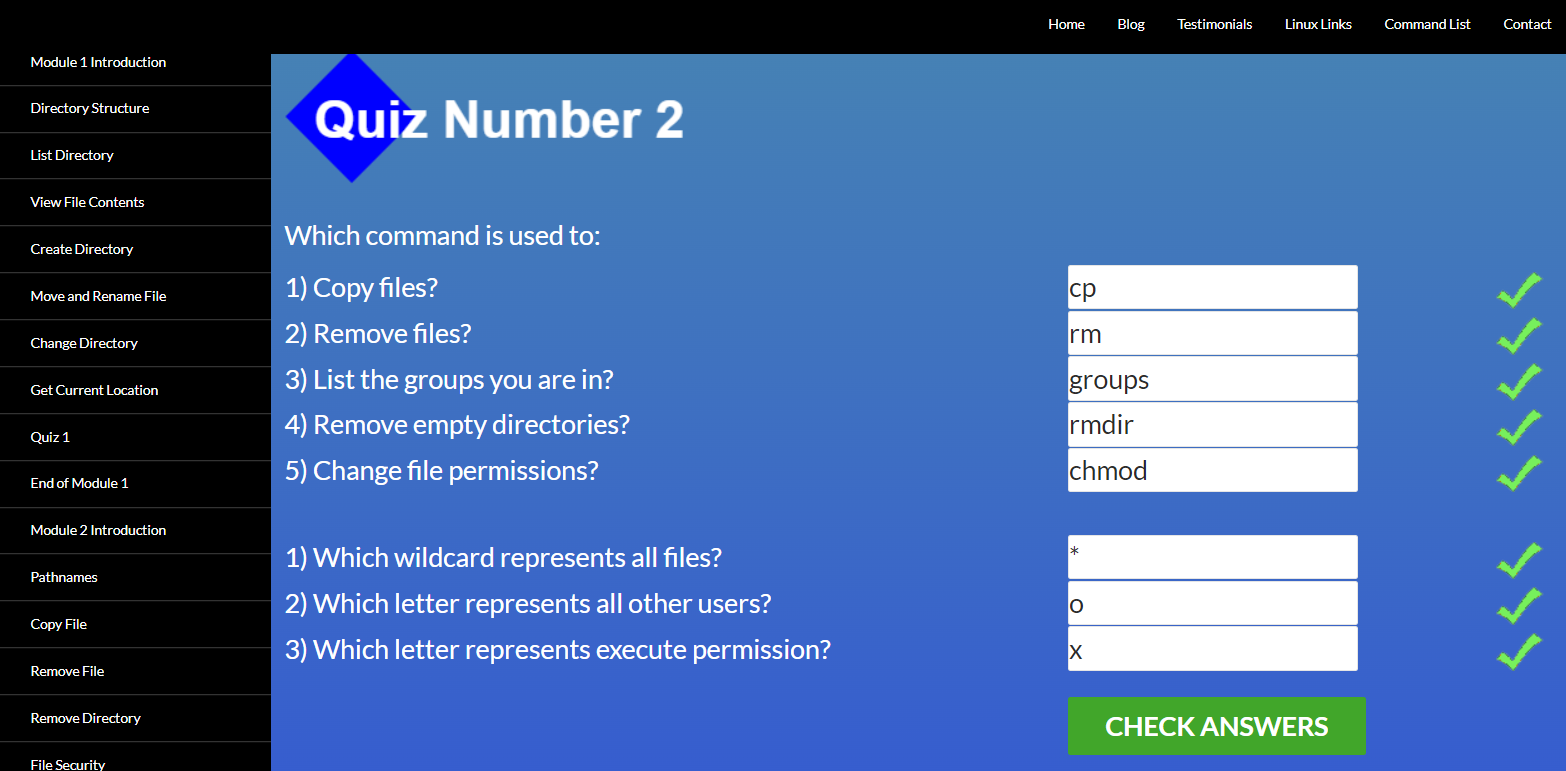 Home Blog Testimonials Linux Links Command List Contact
Module 1 Introduction
Directory Structure
List Directory
View File Contents
Create Directory
Move and Rename File
Change Directory
Get Current Location
Quiz 1
End of Module 1
Module 2 Introduction
Pathnames
Copy File
Remove File
Remove Directory
File Security
Quiz Number 2
Which command is used to:
1) Copy files? cp
2) Remove files? rm
3) List the groups you are in? groups
4) Remove empty directories? rmdir
5) Change file permissions? chmod
1) Which wildcard represents all files? *
2) Which letter represents all other users? o
3) Which letter represents execute permission? x
CHECK ANSWERS